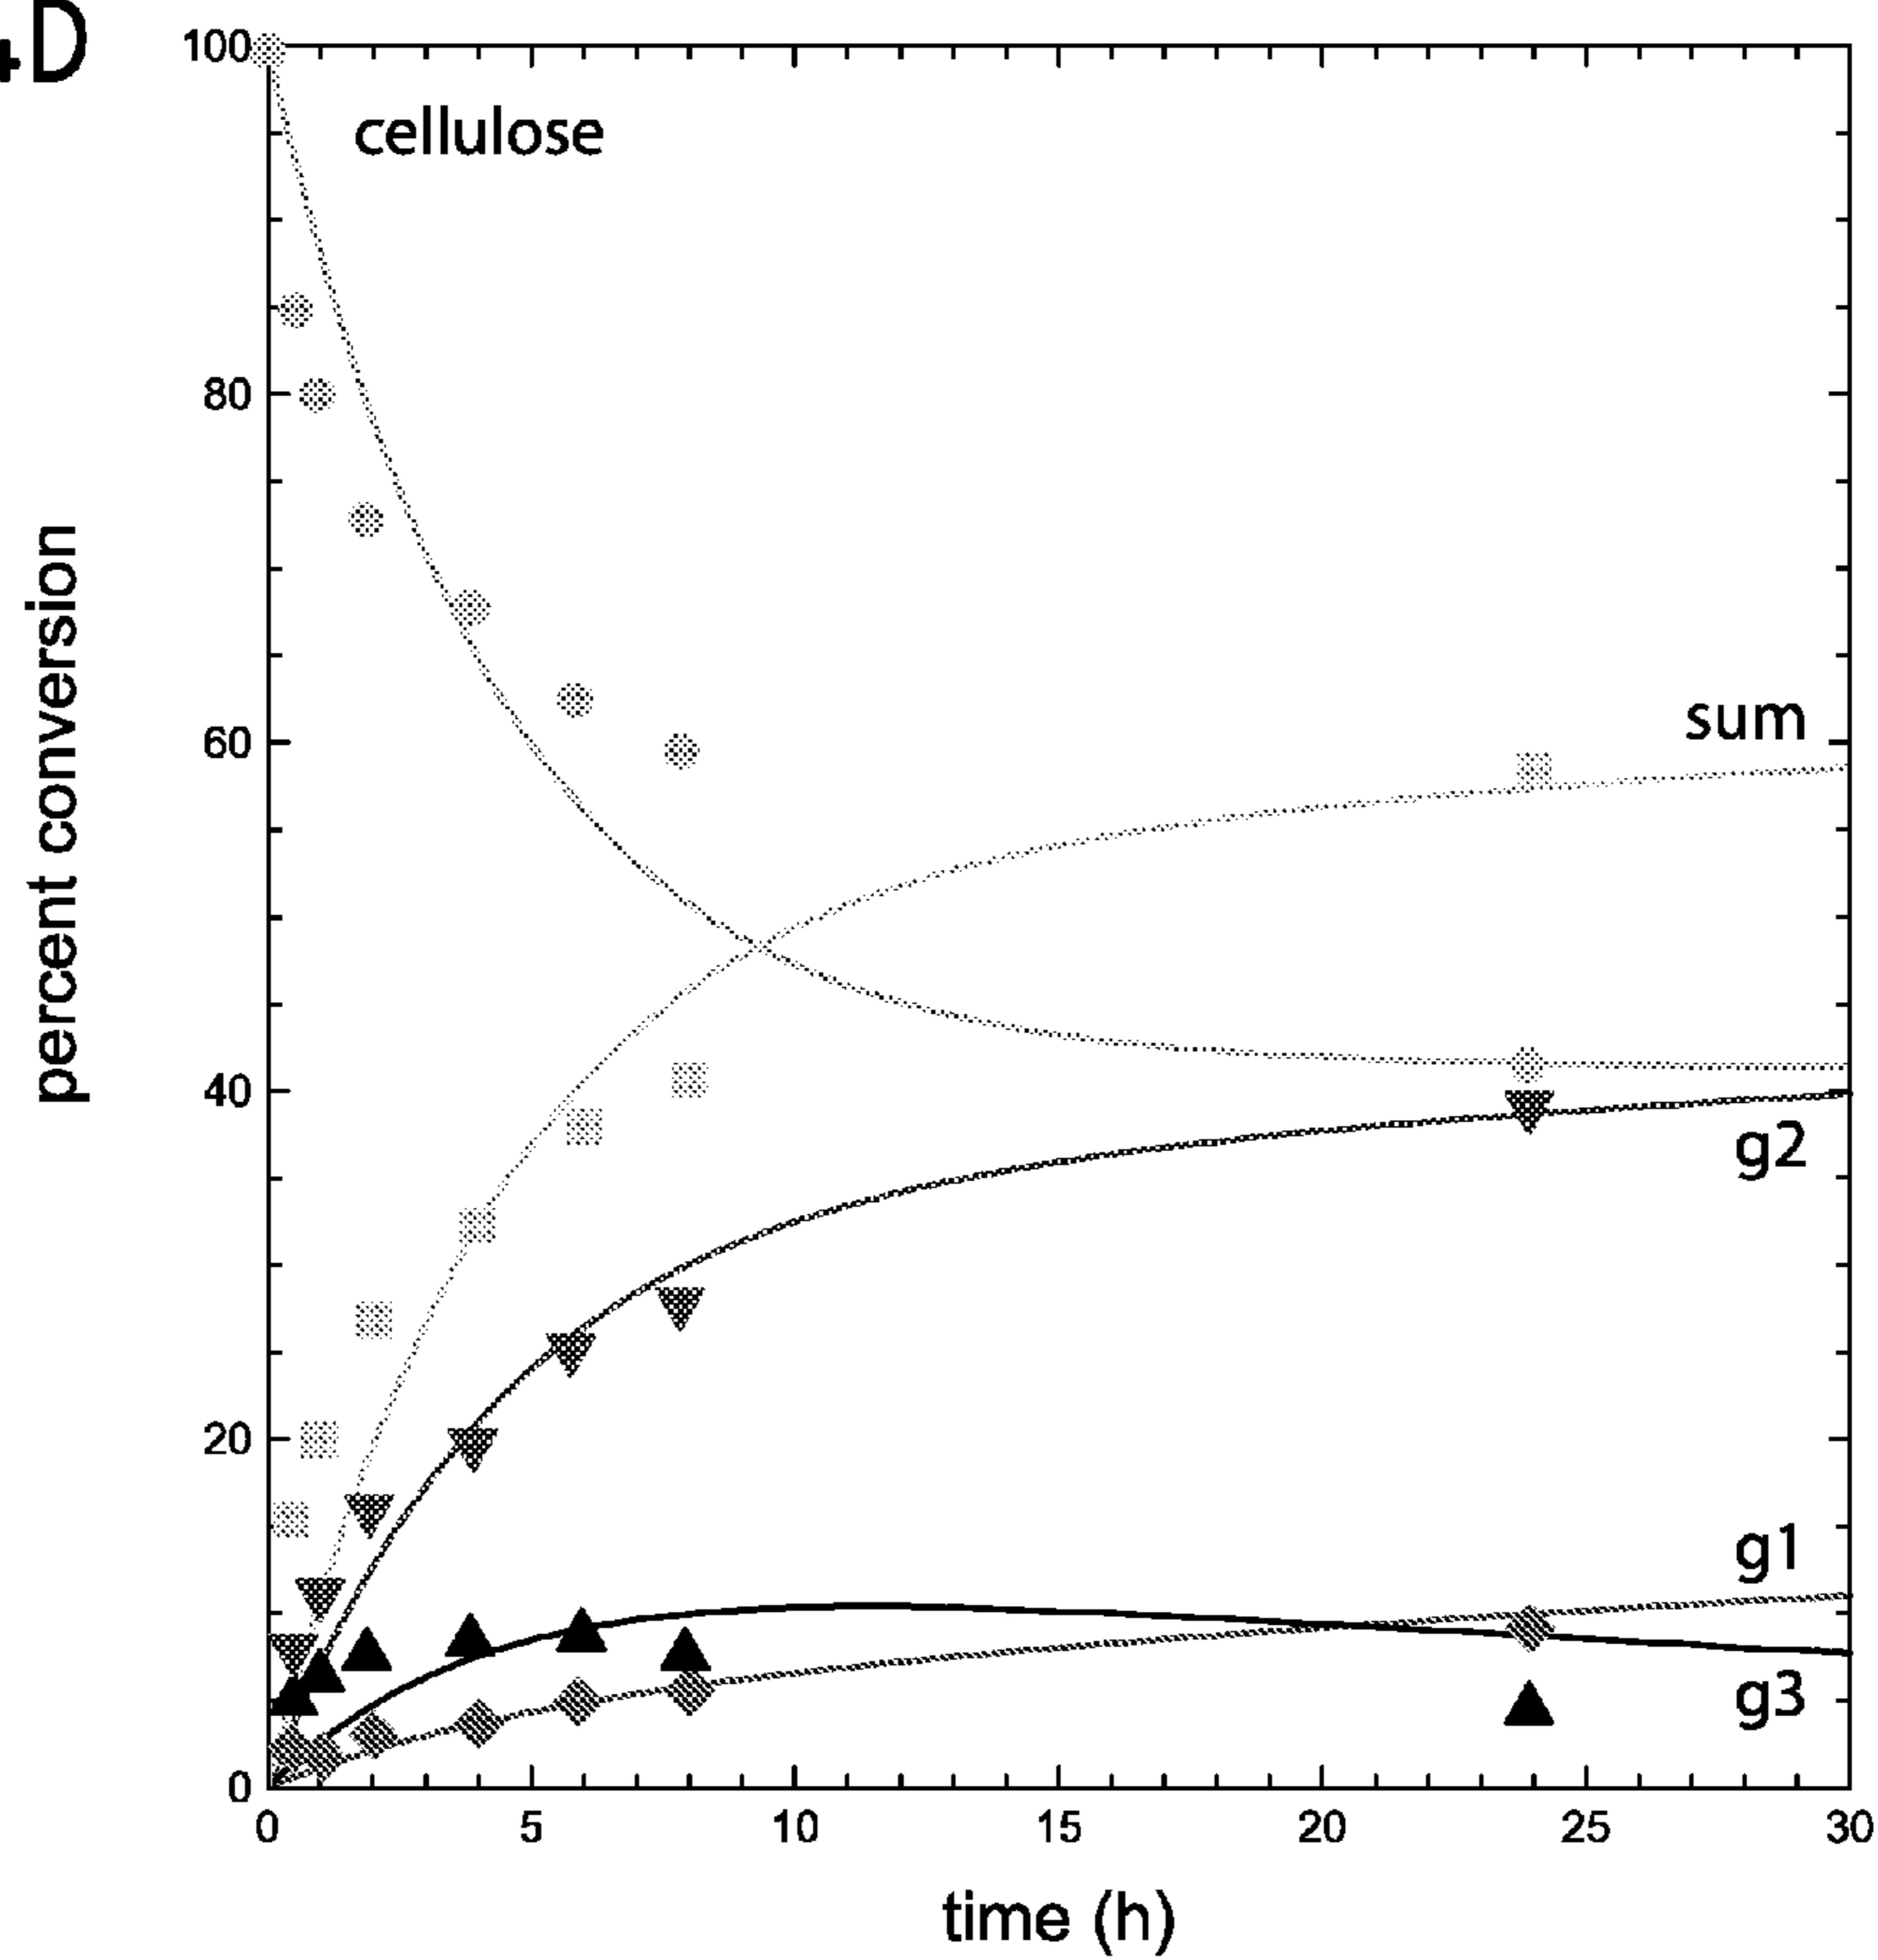 4D
100
cellulose
80
percent conversion
60
sum
40
g2
20
g1
g3
0
0 5 10 15 20 25 30
time (h)